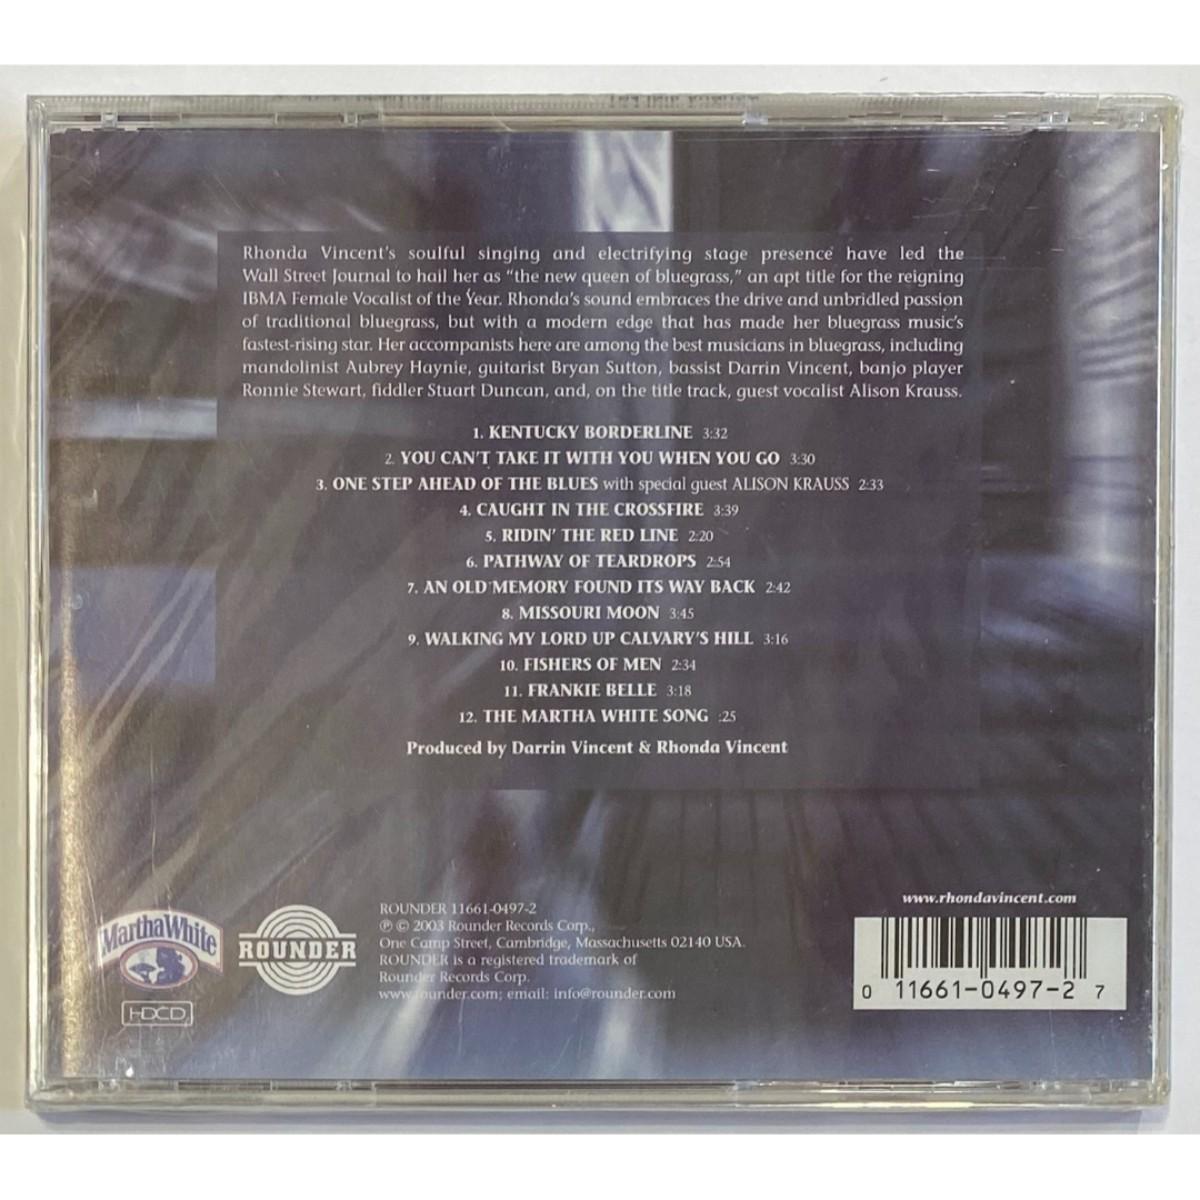 Rhonda Vincent's soulful singing and electrifying stage presence have led the
Wall Street Journal to hail her as "the new queen of bluegrass," an apt title for the reigning
IBMA Female Vocalist of the Year. Rhonda's sound embraces the drive and unbridled passion
of traditional bluegrass, but with a modern edge that has made her bluegrass music's
fastest-rising star. Her accompanists here are among the best musicians in bluegrass, including
mandolinist Aubrey Haynie, guitarist Bryan Sutton, bassist Darrin Vincent, banjo player
Ronnie Stewart, fiddler Stuart Duncan, and, on the title track, guest vocalist Alison Krauss.
1. KENTUCKY BORDERLINE 3:32
2. YOU CAN'T TAKE IT WITH YOU WHEN YOU GO 3:30
3. ONE STEP AHEAD OF THE BLUES with special guest ALISON KRAUSS 2:33
4. CAUGHT IN THE CROSSFIRE 3:39
5. RIDIN' THE RED LINE 2:20
6. PATHWAY OF TEARDROPS 2:54
7. AN OLD MEMORY FOUND ITS WAY BACK 2:42
8. MISSOURI MOON 3:45
9. WALKING MY LORD UP CALVARY'S HILL 3:16
10. FISHERS OF MEN 2:34
11. FRANKIE BELLE 3:18
12. THE MARTHA WHITE SONG :25
Produced by Darrin Vincent & Rhonda Vincent
Martha White
HDCD
ROUNDER
ROUNDER 11661-0497-2
℗ © 2003 Rounder Records Corp.,
One Camp Street, Cambridge, Massachusetts 02140 USA.
ROUNDER is a registered trademark of
Rounder Records Corp.
www.rounder.com; email: info@rounder.com
www.rhondavincent.com
0 11661-0497-2 7